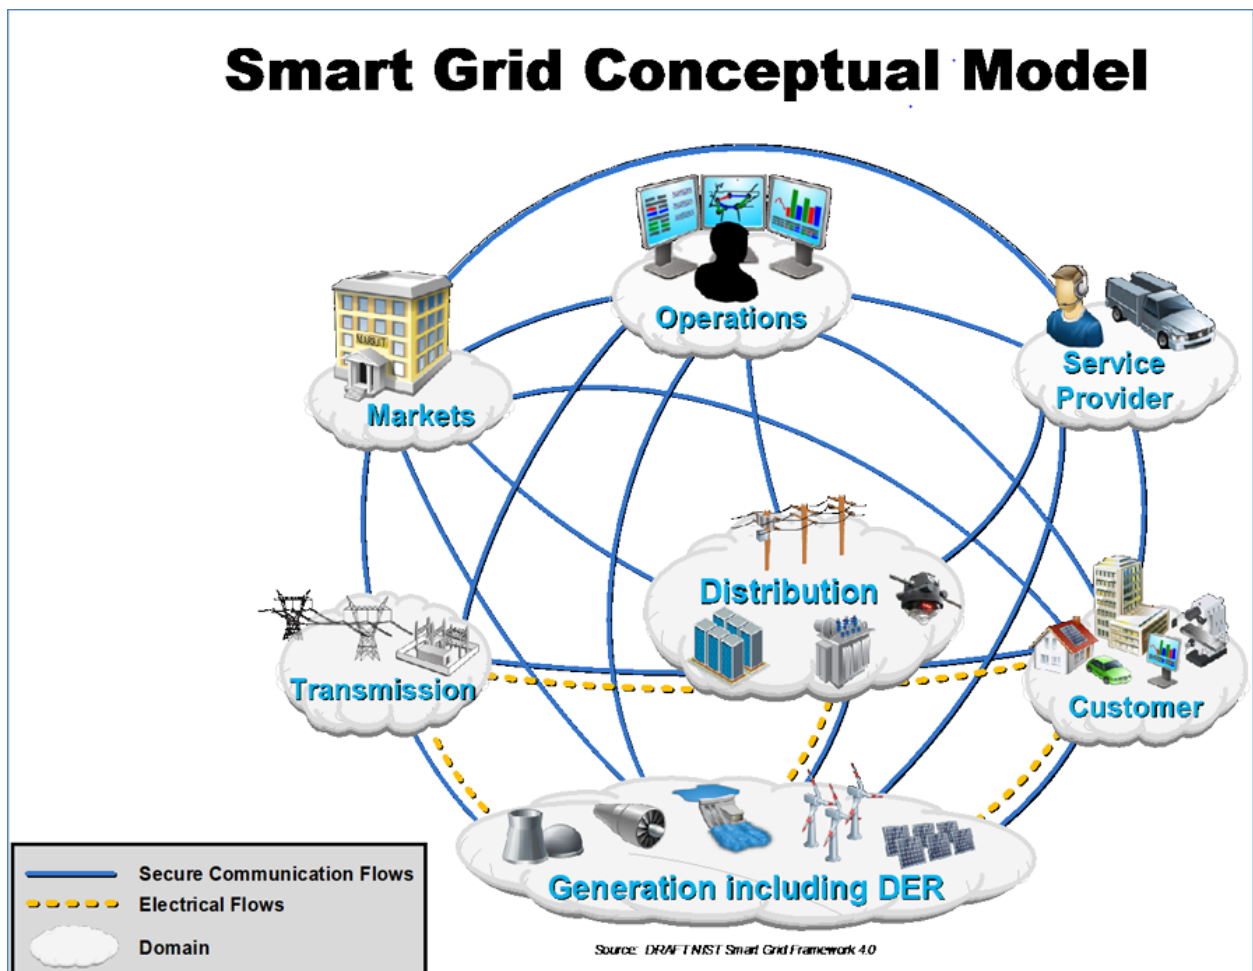 Smart Grid Conceptual Model
Operations
MARKET
Markets
Service
Provider
Distribution
Transmission
Customer
Generation including DER
Secure Communication Flows
Electrical Flows
Domain
Source: DRAFT NIST Smart Grid Framework 4.0